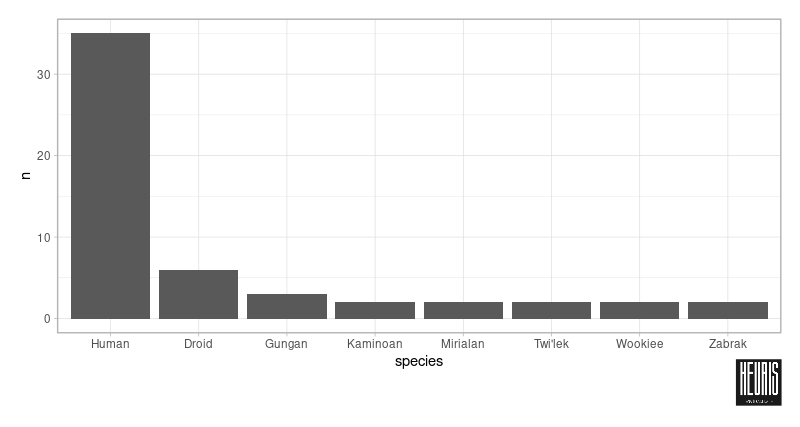 30
20
10
0
n
Human Droid Gungan Kaminoan Mirialan Twi'lek Wookiee Zabrak
species
HEURIS